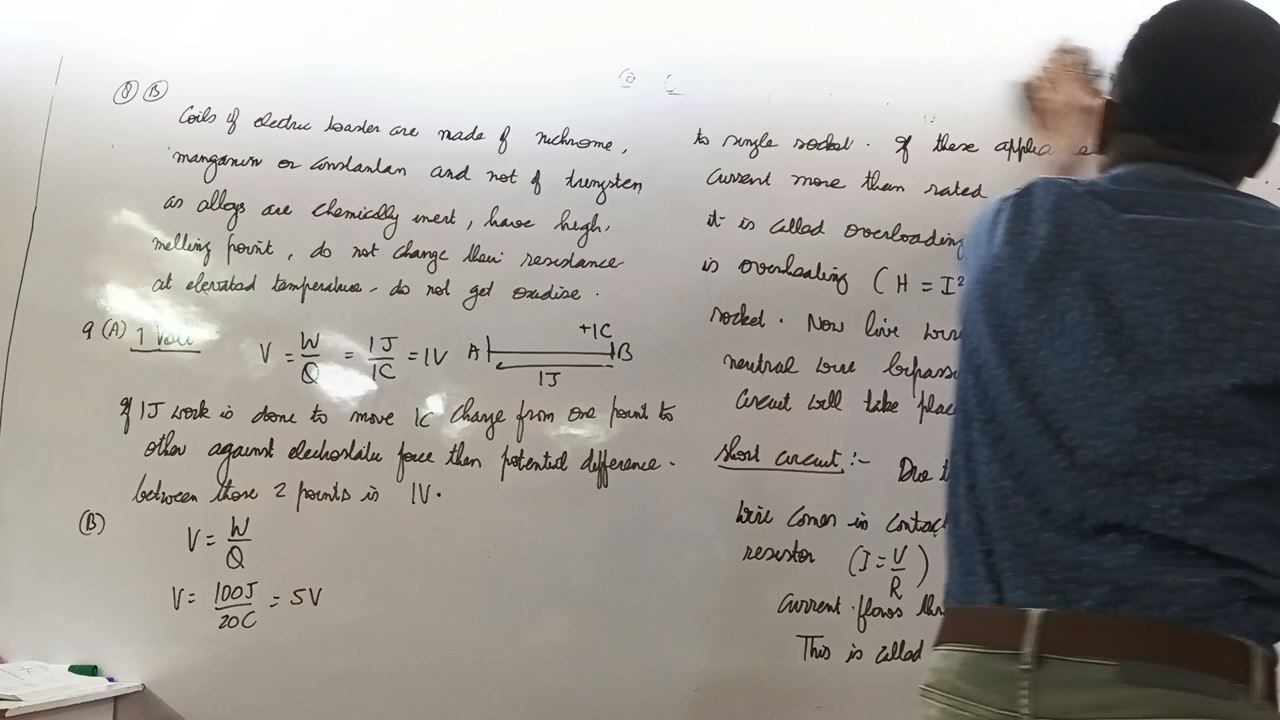 8 B
Coils of electric toaster are made of nichrome,
manganin or constantan and not of tungsten
as alloys are chemically inert, have high,
melling point, do not change their resistance
at elevated temperature, do not get oxidise.
9 (A) 1 Volt
V = W/Q = 1J/1C = 1V A +1C B
1J
If 1J work is done to move 1C charge from one point to
other against electrostatic force then potential difference
between those 2 points is 1V.
(B)
V = W/Q
V = 100J/20C = 5V
to single socket. If these applia
current more than rated
it is called overloading
is overheating (H = I²
socket. Now live wire
neutral wire bypass
circuit will take plac
Short circuit :- Due t
wire comes in contac
resistor (I = V/R)
current flows thr
This is called